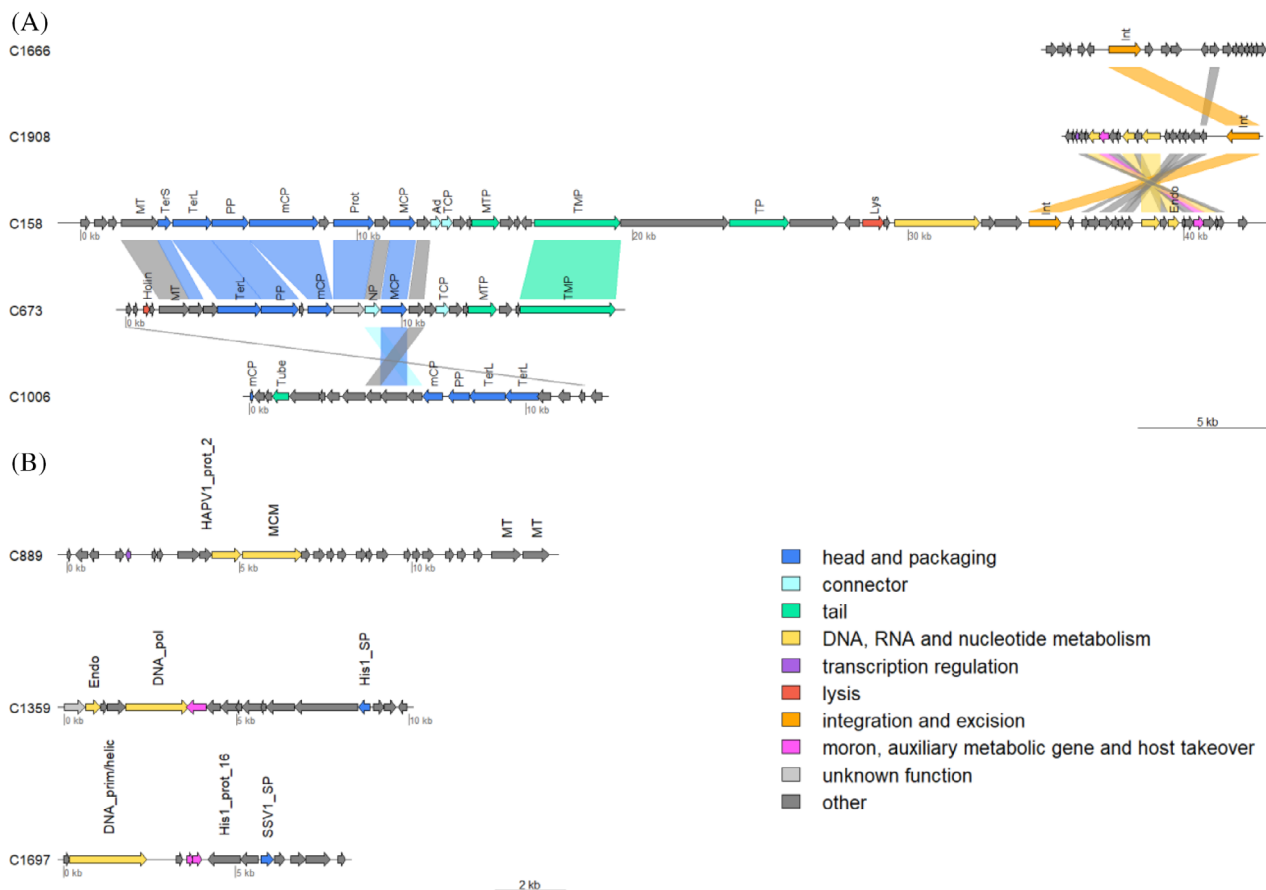 (A)
Int
C1666
Int
C1908
MT TerS TerL PP mCP Prot MCP Ad TCP MTP TMP TP Lys Int Endo
C158
0 kb 10 kb 20 kb 30 kb 40 kb
Holin MT TerL PP mCP NP MCP TCP MTP TMP
C673
0 kb 10 kb
mCP Tube mCP PP TerL TerL
C1006
0 kb 10 kb
5 kb
(B)
HAPV1_prot_2 MCM MT MT
C889
0 kb 5 kb 10 kb
Endo DNA_pol His1_SP
C1359
0 kb 5 kb 10 kb
DNA_prim/helic His1_prot_16 SSV1_SP
C1697
0 kb 5 kb
2 kb
head and packaging
connector
tail
DNA, RNA and nucleotide metabolism
transcription regulation
lysis
integration and excision
moron, auxiliary metabolic gene and host takeover
unknown function
other